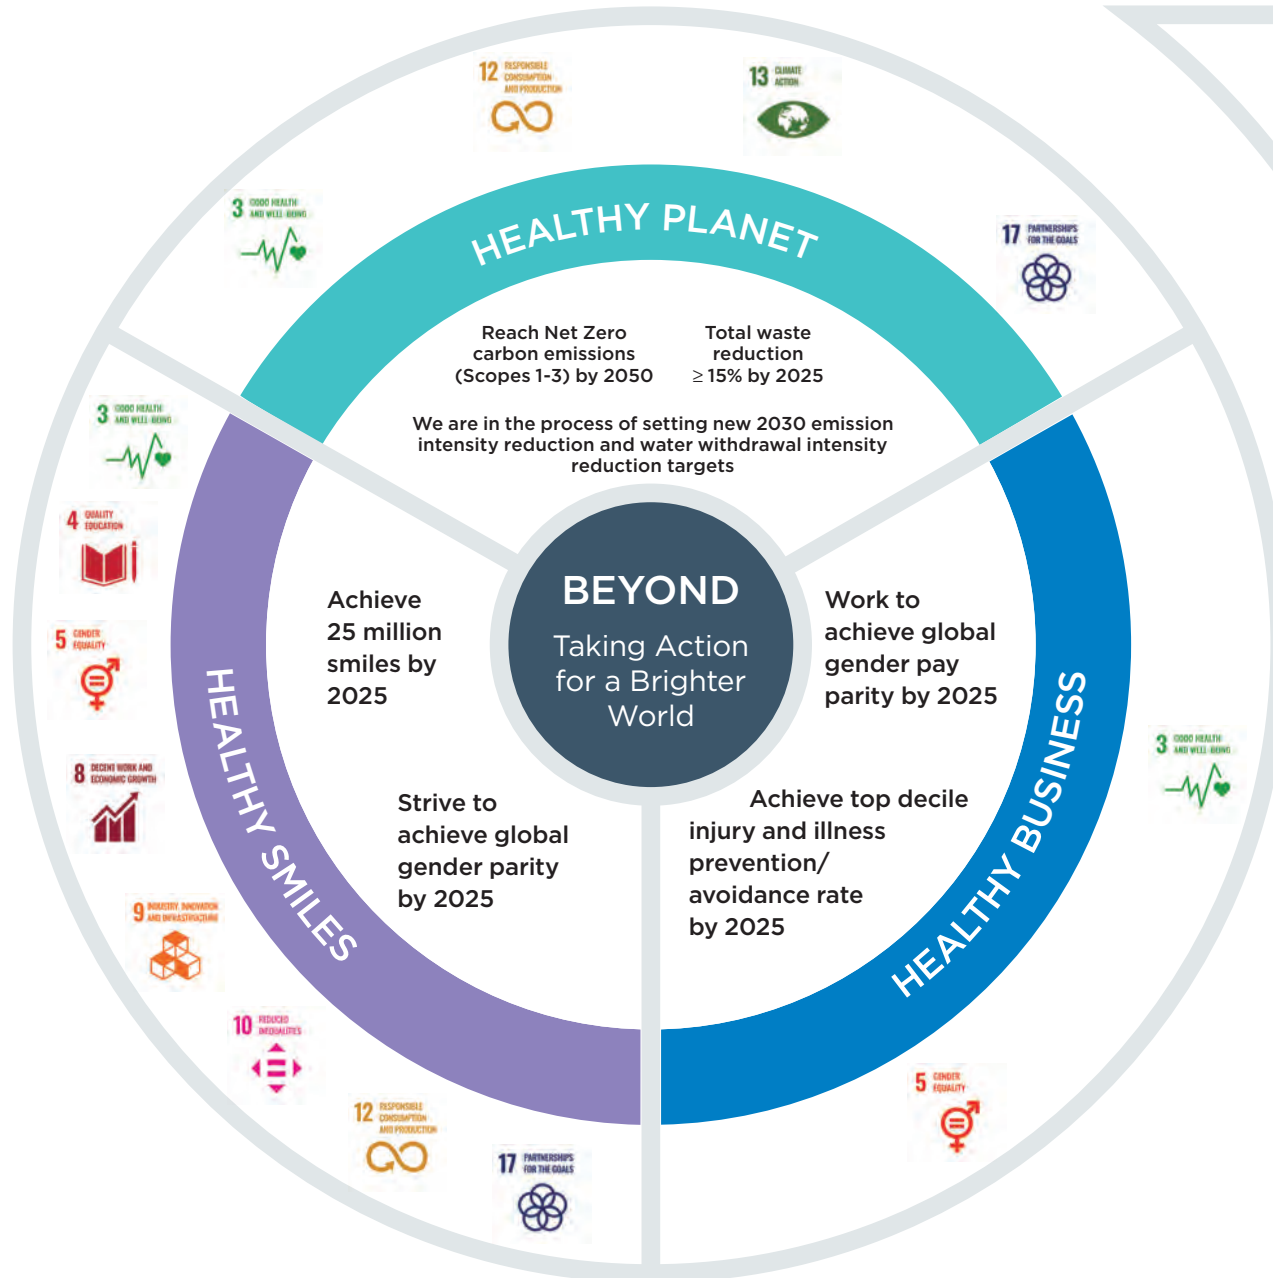 12 RESPONSIBLE
CONSUMPTION
AND PRODUCTION
13 CLIMATE
ACTION
3 GOOD HEALTH
AND WELL-BEING
17 PARTNERSHIPS
FOR THE GOALS
HEALTHY PLANET
Reach Net Zero
carbon emissions
(Scopes 1-3) by 2050
Total waste
reduction
≥ 15% by 2025
We are in the process of setting new 2030 emission
intensity reduction and water withdrawal intensity
reduction targets
3 GOOD HEALTH
AND WELL-BEING
4 QUALITY
EDUCATION
5 GENDER
EQUALITY
8 DECENT WORK AND
ECONOMIC GROWTH
9 INDUSTRY, INNOVATION
AND INFRASTRUCTURE
10 REDUCED
INEQUALITIES
12 RESPONSIBLE
CONSUMPTION
AND PRODUCTION
17 PARTNERSHIPS
FOR THE GOALS
HEALTHY SMILES
Achieve
25 million
smiles by
2025
Strive to
achieve global
gender parity
by 2025
BEYOND
Taking Action
for a Brighter
World
Work to
achieve global
gender pay
parity by 2025
Achieve top decile
injury and illness
prevention/
avoidance rate
by 2025
HEALTHY BUSINESS
3 GOOD HEALTH
AND WELL-BEING
5 GENDER
EQUALITY